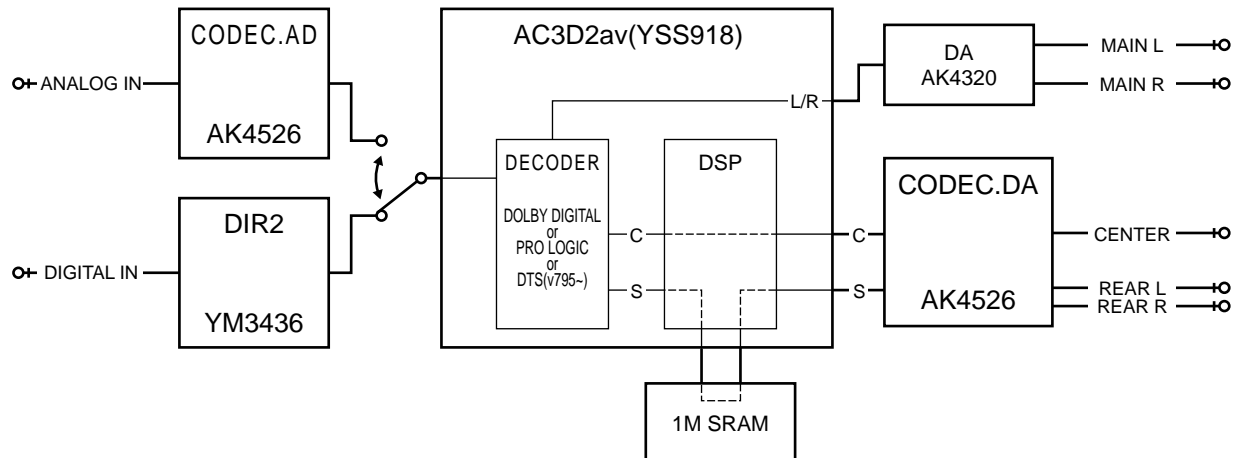 CODEC.AD
AK4526
ANALOG IN
DIR2
YM3436
DIGITAL IN
AC3D2av(YSS918)
L/R
DECODER
DOLBY DIGITAL
or
PRO LOGIC
or
DTS(v795~)
C
S
DSP
C
S
1M SRAM
DA
AK4320
MAIN L
MAIN R
CODEC.DA
AK4526
CENTER
REAR L
REAR R